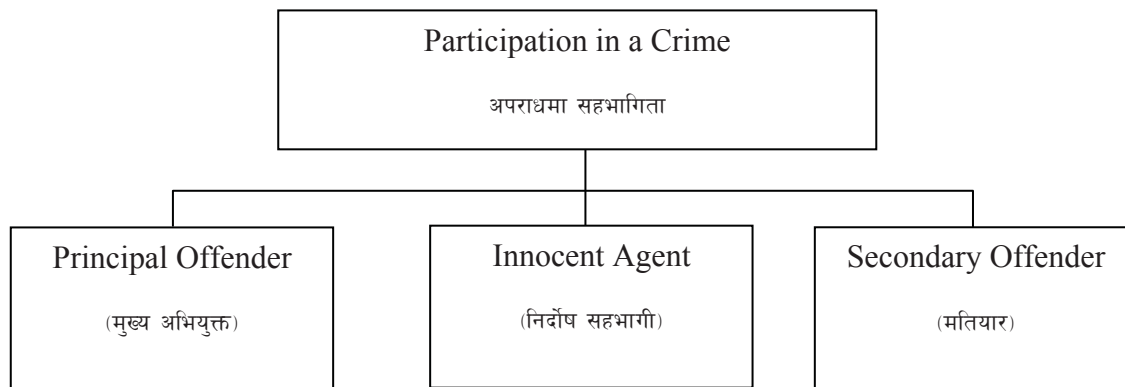 Participation in a Crime
अपराधमा सहभागिता
Principal Offender
(मुख्य अभियुक्त)
Innocent Agent
(निर्दोष सहभागी)
Secondary Offender
(मतियार)